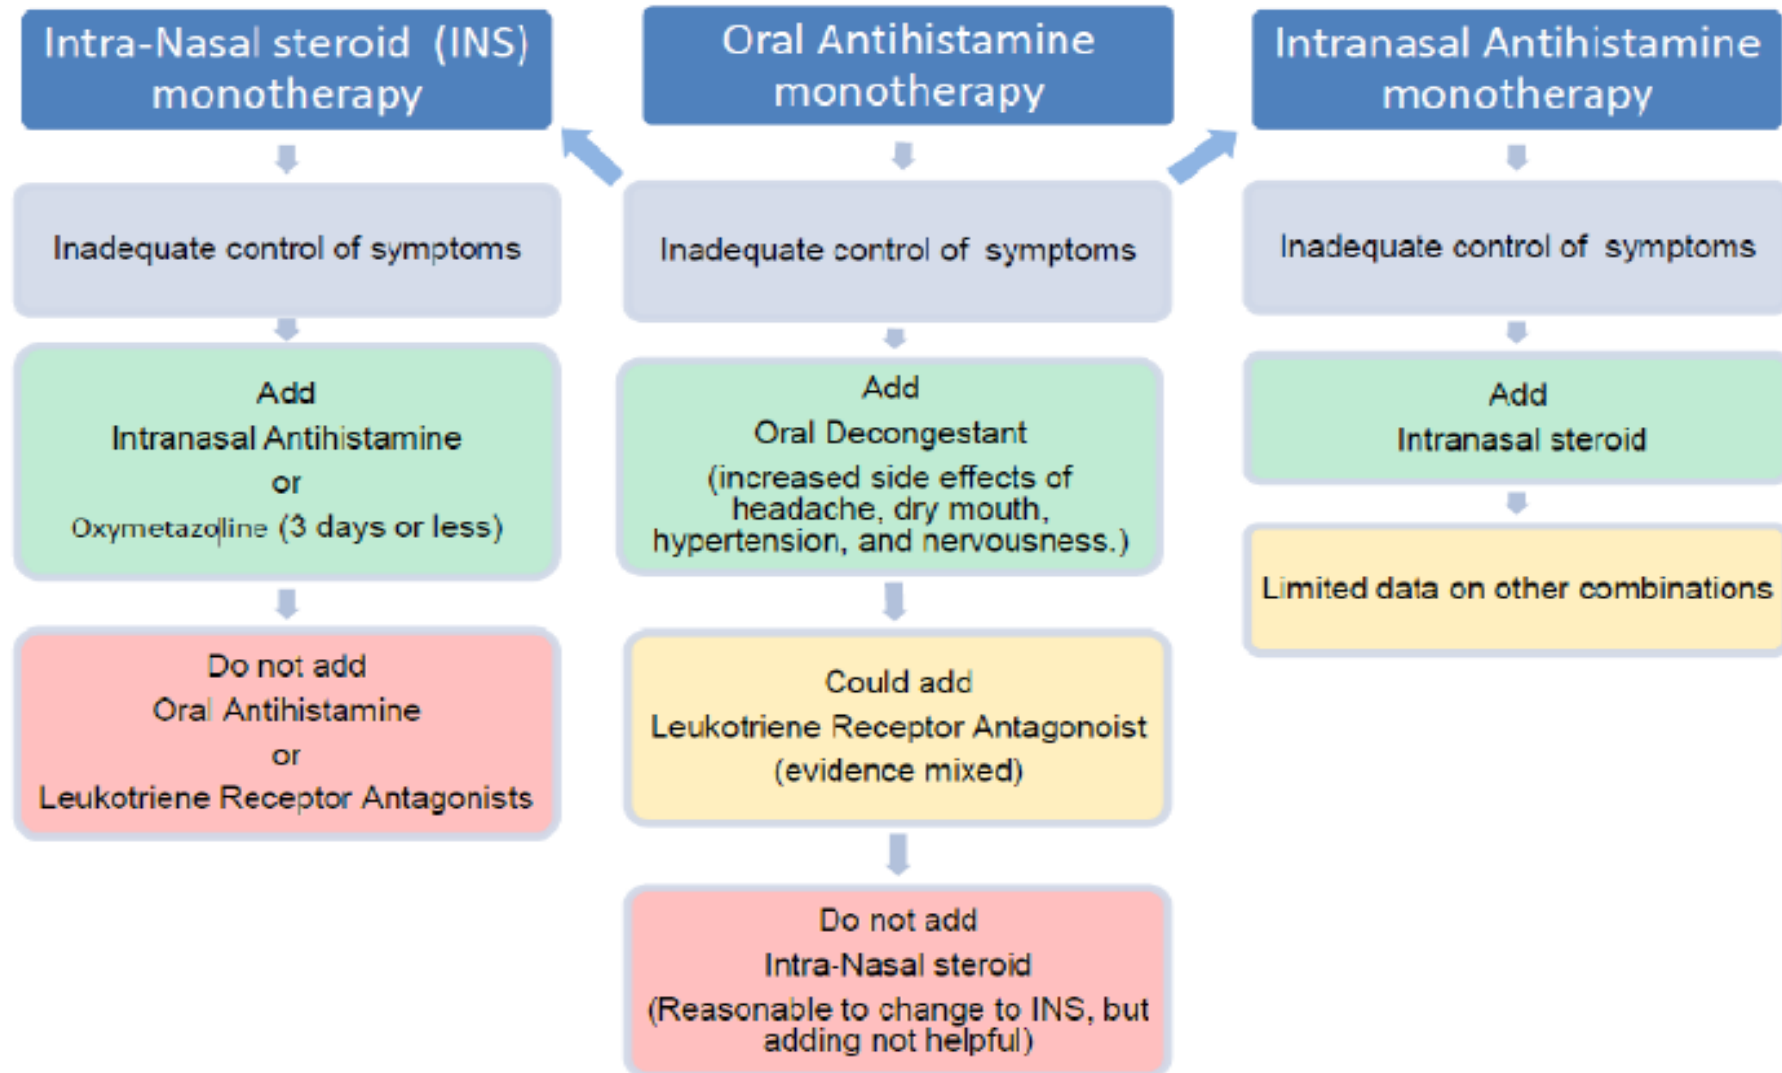 Intra-Nasal steroid (INS)
monotherapy
Inadequate control of symptoms
Add
Intranasal Antihistamine
or
Oxymetazoline (3 days or less)
Do not add
Oral Antihistamine
or
Leukotriene Receptor Antagonists
Oral Antihistamine
monotherapy
Inadequate control of symptoms
Add
Oral Decongestant
(increased side effects of
headache, dry mouth,
hypertension, and nervousness.)
Could add
Leukotriene Receptor Antagonoist
(evidence mixed)
Do not add
Intra-Nasal steroid
(Reasonable to change to INS, but
adding not helpful)
Intranasal Antihistamine
monotherapy
Inadequate control of symptoms
Add
Intranasal steroid
Limited data on other combinations